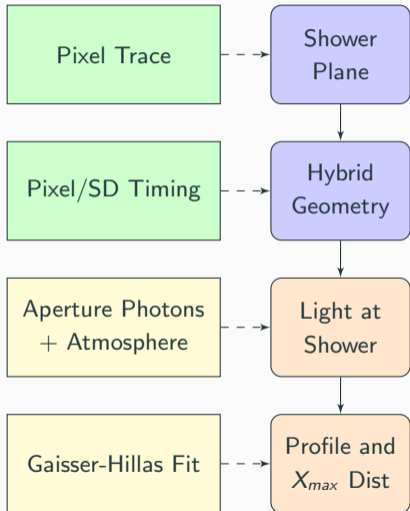 Pixel Trace
Shower
Plane
Pixel/SD Timing
Hybrid
Geometry
Aperture Photons
+ Atmosphere
Light at
Shower
Gaisser-Hillas Fit
Profile and
Xmax Dist